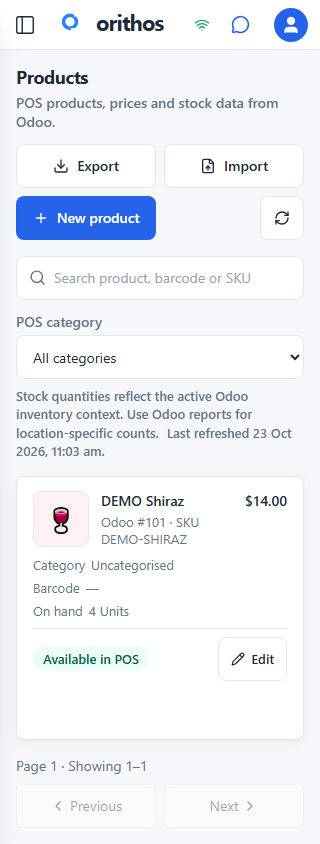 orithos
Products
POS products, prices and stock data from
Odoo.
Export
Import
New product
Search product, barcode or SKU
POS category
All categories
Stock quantities reflect the active Odoo
inventory context. Use Odoo reports for
location-specific counts. Last refreshed 23 Oct
2026, 11:03 am.
DEMO Shiraz
$14.00
Odoo #101 · SKU
DEMO-SHIRAZ
Category Uncategorised
Barcode —
On hand 4 Units
Available in POS
Edit
Page 1 · Showing 1–1
Previous
Next